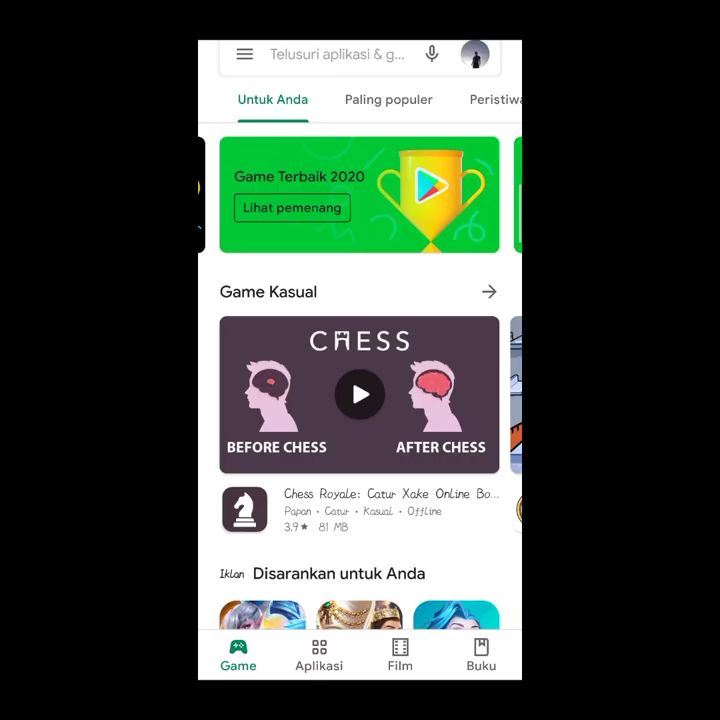 Telusuri aplikasi & g...
Untuk Anda
Paling populer
Peristiwa
Game Terbaik 2020
Lihat pemenang
Game Kasual
CHESS
BEFORE CHESS
AFTER CHESS
Chess Royale: Catur Xake Online Bo...
Papan • Catur • Kasual • Offline
3,9★ 81 MB
Iklan Disarankan untuk Anda
Game
Aplikasi
Film
Buku